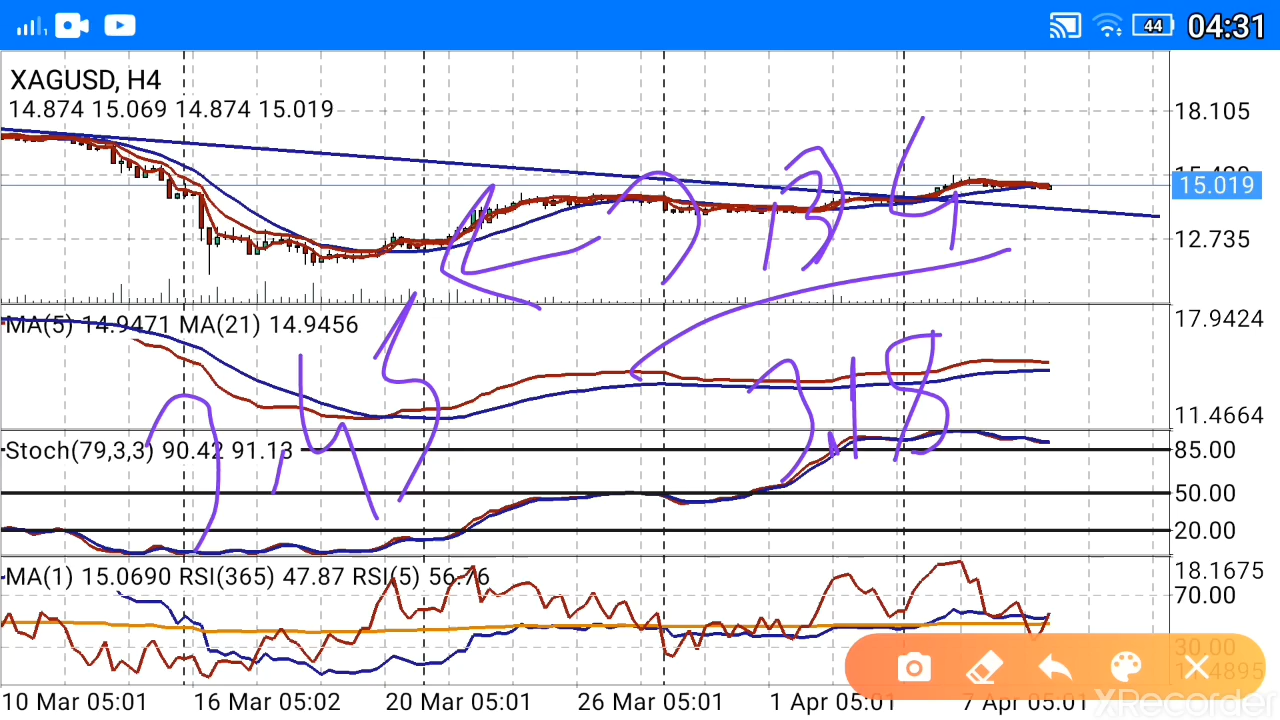 44 04:31
XAGUSD, H4
14.874 15.069 14.874 15.019
18.105
15.019
12.735
MA(5) 14.9471 MA(21) 14.9456
17.9424
11.4664
Stoch(79,3,3) 90.42 91.13
85.00
50.00
20.00
MA(1) 15.0690 RSI(365) 47.87 RSI(5) 56.76
18.1675
70.00
30.00
11.4895
10 Mar 05:01 16 Mar 05:02 20 Mar 05:01 26 Mar 05:01 1 Apr 05:01 7 Apr 05:01
XRecorder